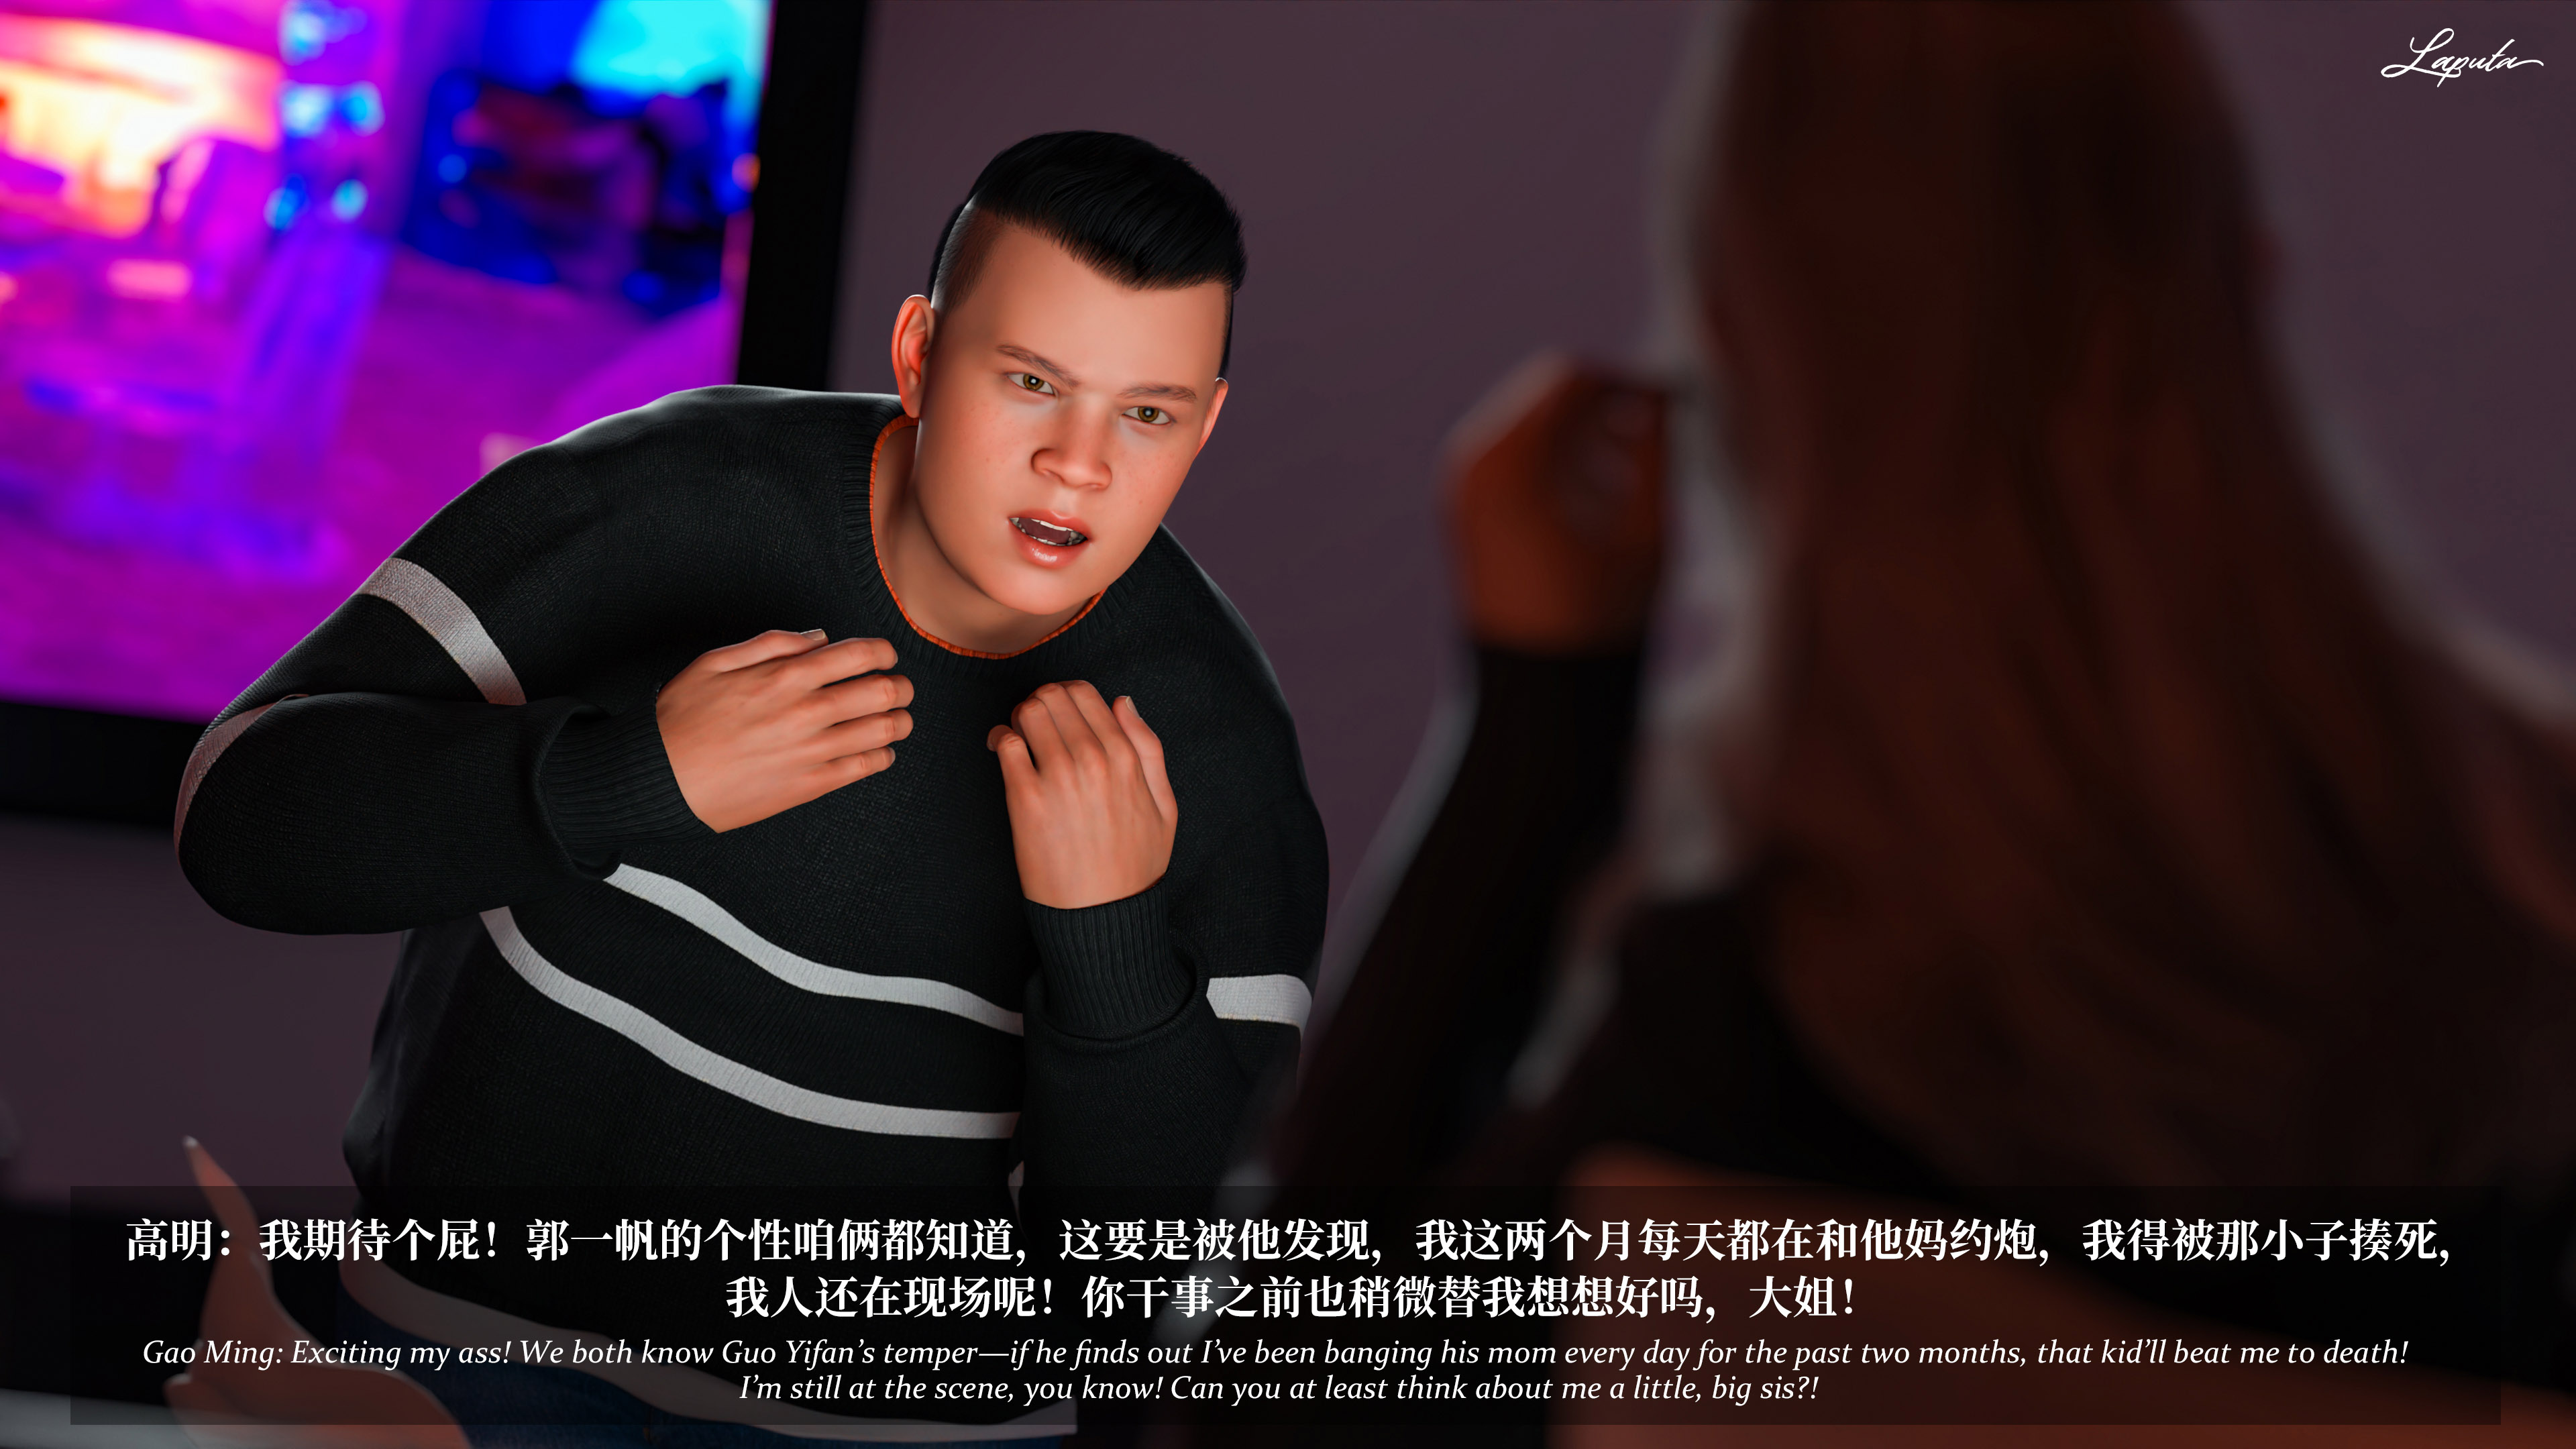 Laputa
高明：我期待个屁！郭一帆的个性咱俩都知道，这要是被他发现，我这两个月每天都在和他妈约炮，我得被那小子揍死，
我人还在现场呢！你干事之前也稍微替我想想好吗，大姐！
Gao Ming: Exciting my ass! We both know Guo Yifan’s temper—if he finds out I’ve been banging his mom every day for the past two months, that kid’ll beat me to death!
I’m still at the scene, you know! Can you at least think about me a little, big sis?!